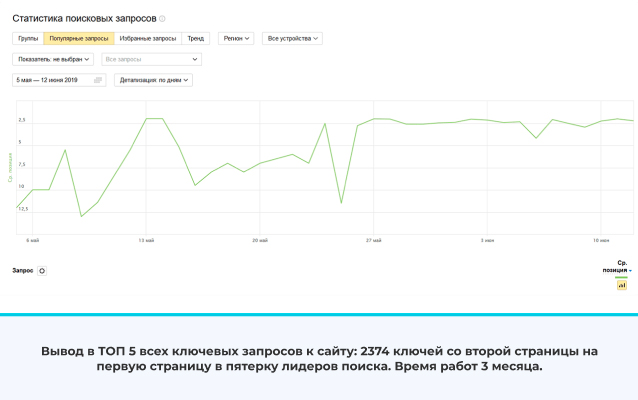 Статистика поисковых запросов
Группы Популярные запросы Избранные запросы Тренд Регион Все устройства
Показатель: не выбран Все запросы
5 мая — 12 июня 2019 Детализация: по дням
2,5
5
7,5
10
12,5
Ср. позиция
6 май 13 май 20 май 27 май 3 июн 10 июн
Запрос
Ср.
позиция
Вывод в ТОП 5 всех ключевых запросов к сайту: 2374 ключей со второй страницы на
первую страницу в пятерку лидеров поиска. Время работ 3 месяца.